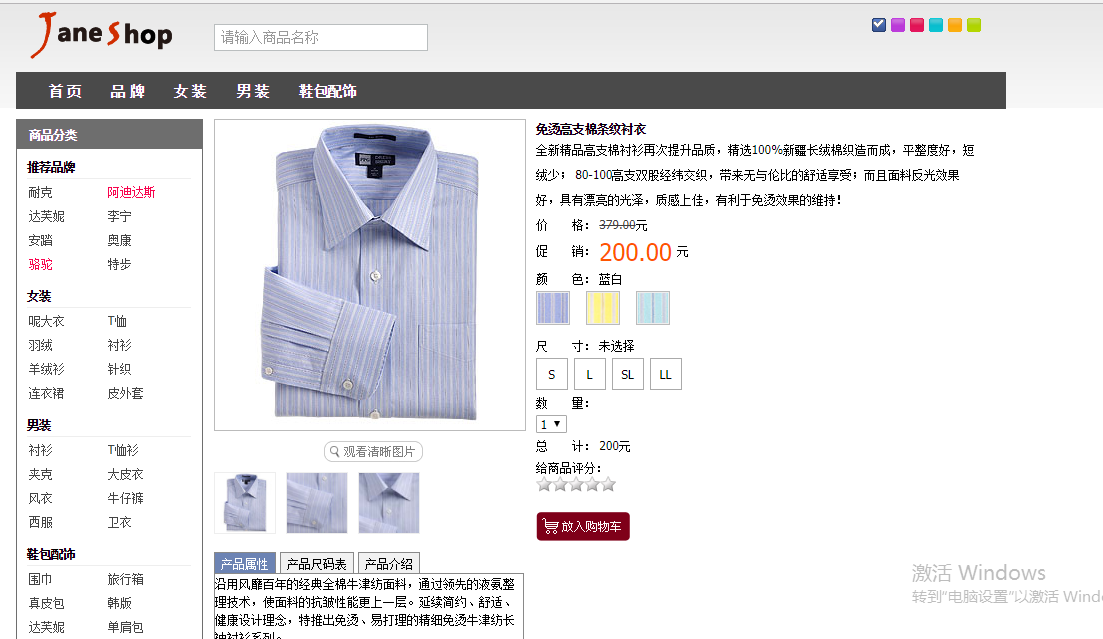 Jane Shop
请输入商品名称
首页 品牌 女装 男装 鞋包配饰
商品分类
推荐品牌
耐克 阿迪达斯
达芙妮 李宁
安踏 奥康
骆驼 特步
女装
呢大衣 T恤
羽绒 衬衫
羊绒衫 针织
连衣裙 皮外套
男装
衬衫 T恤衫
夹克 大皮衣
风衣 牛仔裤
西服 卫衣
鞋包配饰
围巾 旅行箱
真皮包 韩版
达芙妮 单肩包
观看清晰图片
产品属性 产品尺码表 产品介绍
沿用风靡百年的经典全棉牛津纺面料，通过领先的液氨整
理技术，使面料的抗皱性能更上一层。延续简约、舒适、
健康设计理念，特推出免烫、易打理的精细免烫牛津纺长
袖衬衫系列。
免烫高支棉条纹衬衣
全新精品高支棉衬衫再次提升品质，精选100%新疆长绒棉织造而成，平整度好，短
绒少； 80-100高支双股经纬交织，带来无与伦比的舒适享受；而且面料反光效果
好，具有漂亮的光泽，质感上佳，有利于免烫效果的维持！
价 格： 379.00元
促 销： 200.00 元
颜 色： 蓝白
尺 寸： 未选择
S L SL LL
数 量：
1
总 计： 200元
给商品评分：
放入购物车
激活 Windows
转到"电脑设置"以激活 Wind